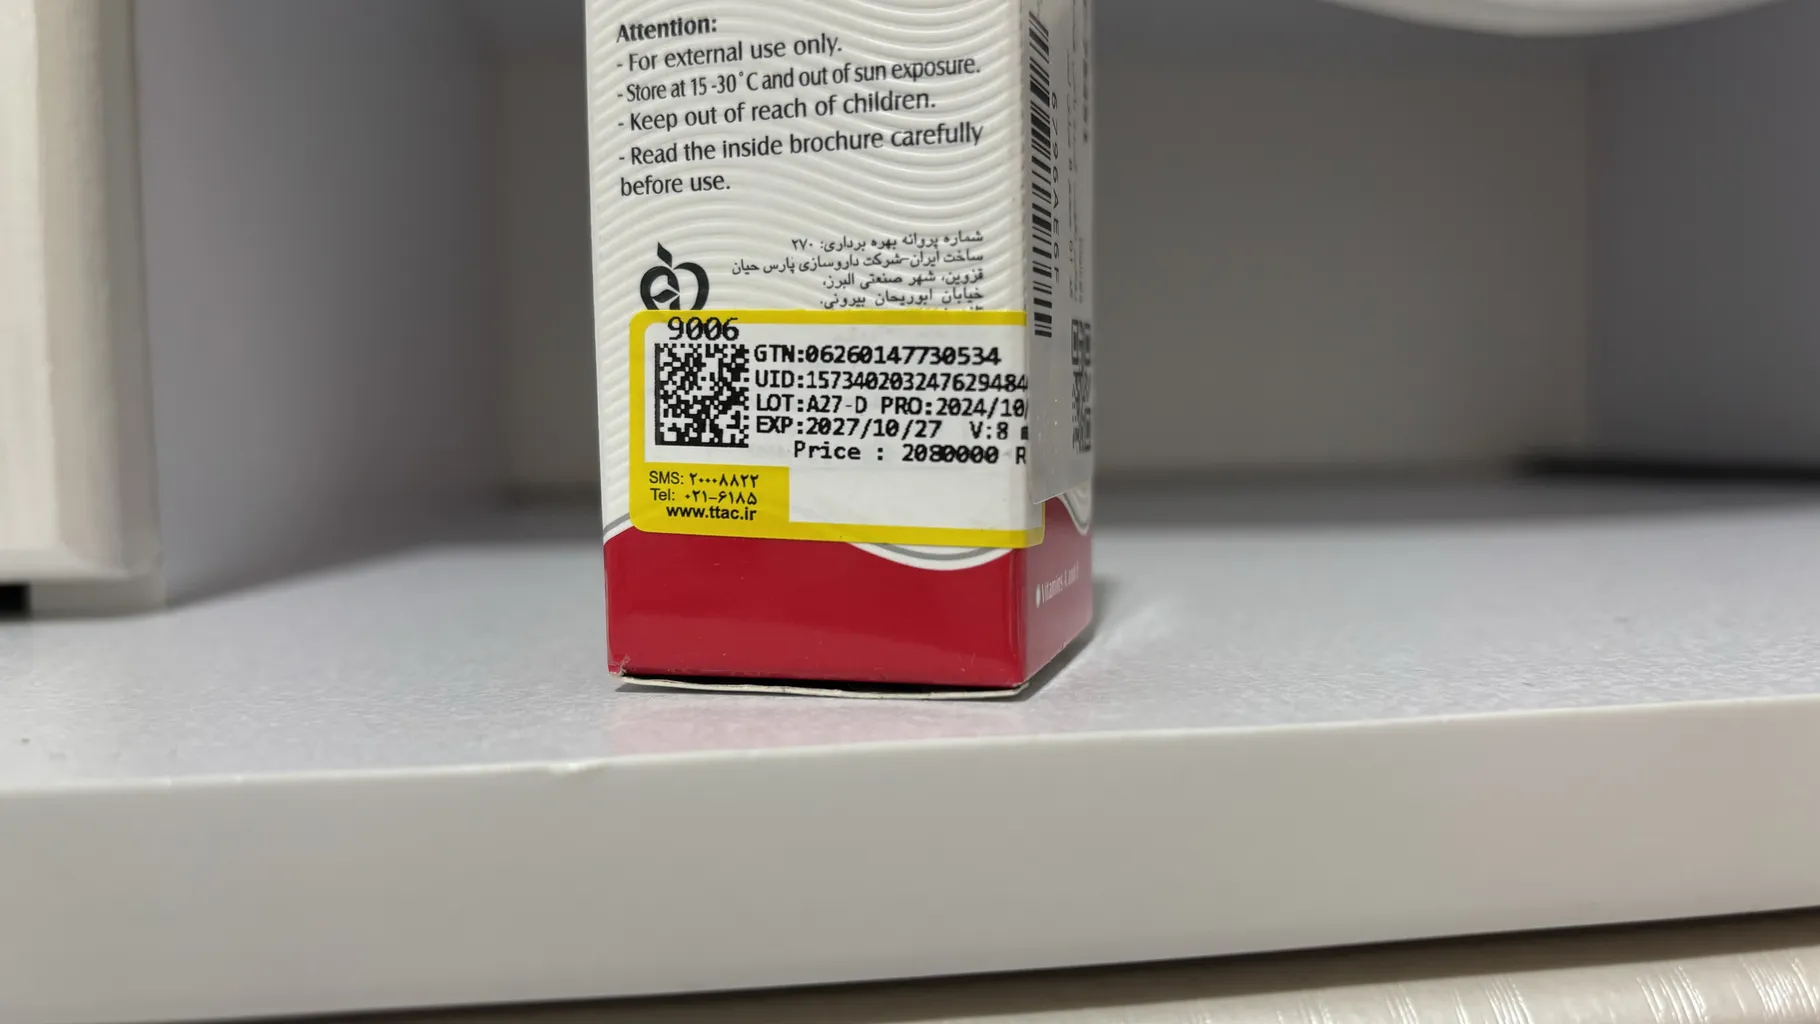 Attention:
- For external use only.
- Store at 15 -30˚C and out of sun exposure.
- Keep out of reach of children.
- Read the inside brochure carefully
before use.
شماره پروانه بهره برداری: ۲۷۰
ساخت ایران-شرکت داروسازی پارس حیان
قزوین، شهر صنعتی البرز،
خیابان ابوریحان بیرونی،
9006
GTN:06260147730534
UID:15734020324762948
LOT:A27-D PRO:2024/10/
EXP:2027/10/27 V:8
Price : 2080000 R
SMS: ۲۰۰۰۸۸۲۲
Tel: ۰۲۱-۶۱۸۵
www.ttac.ir
67966AE6F
Vitamins